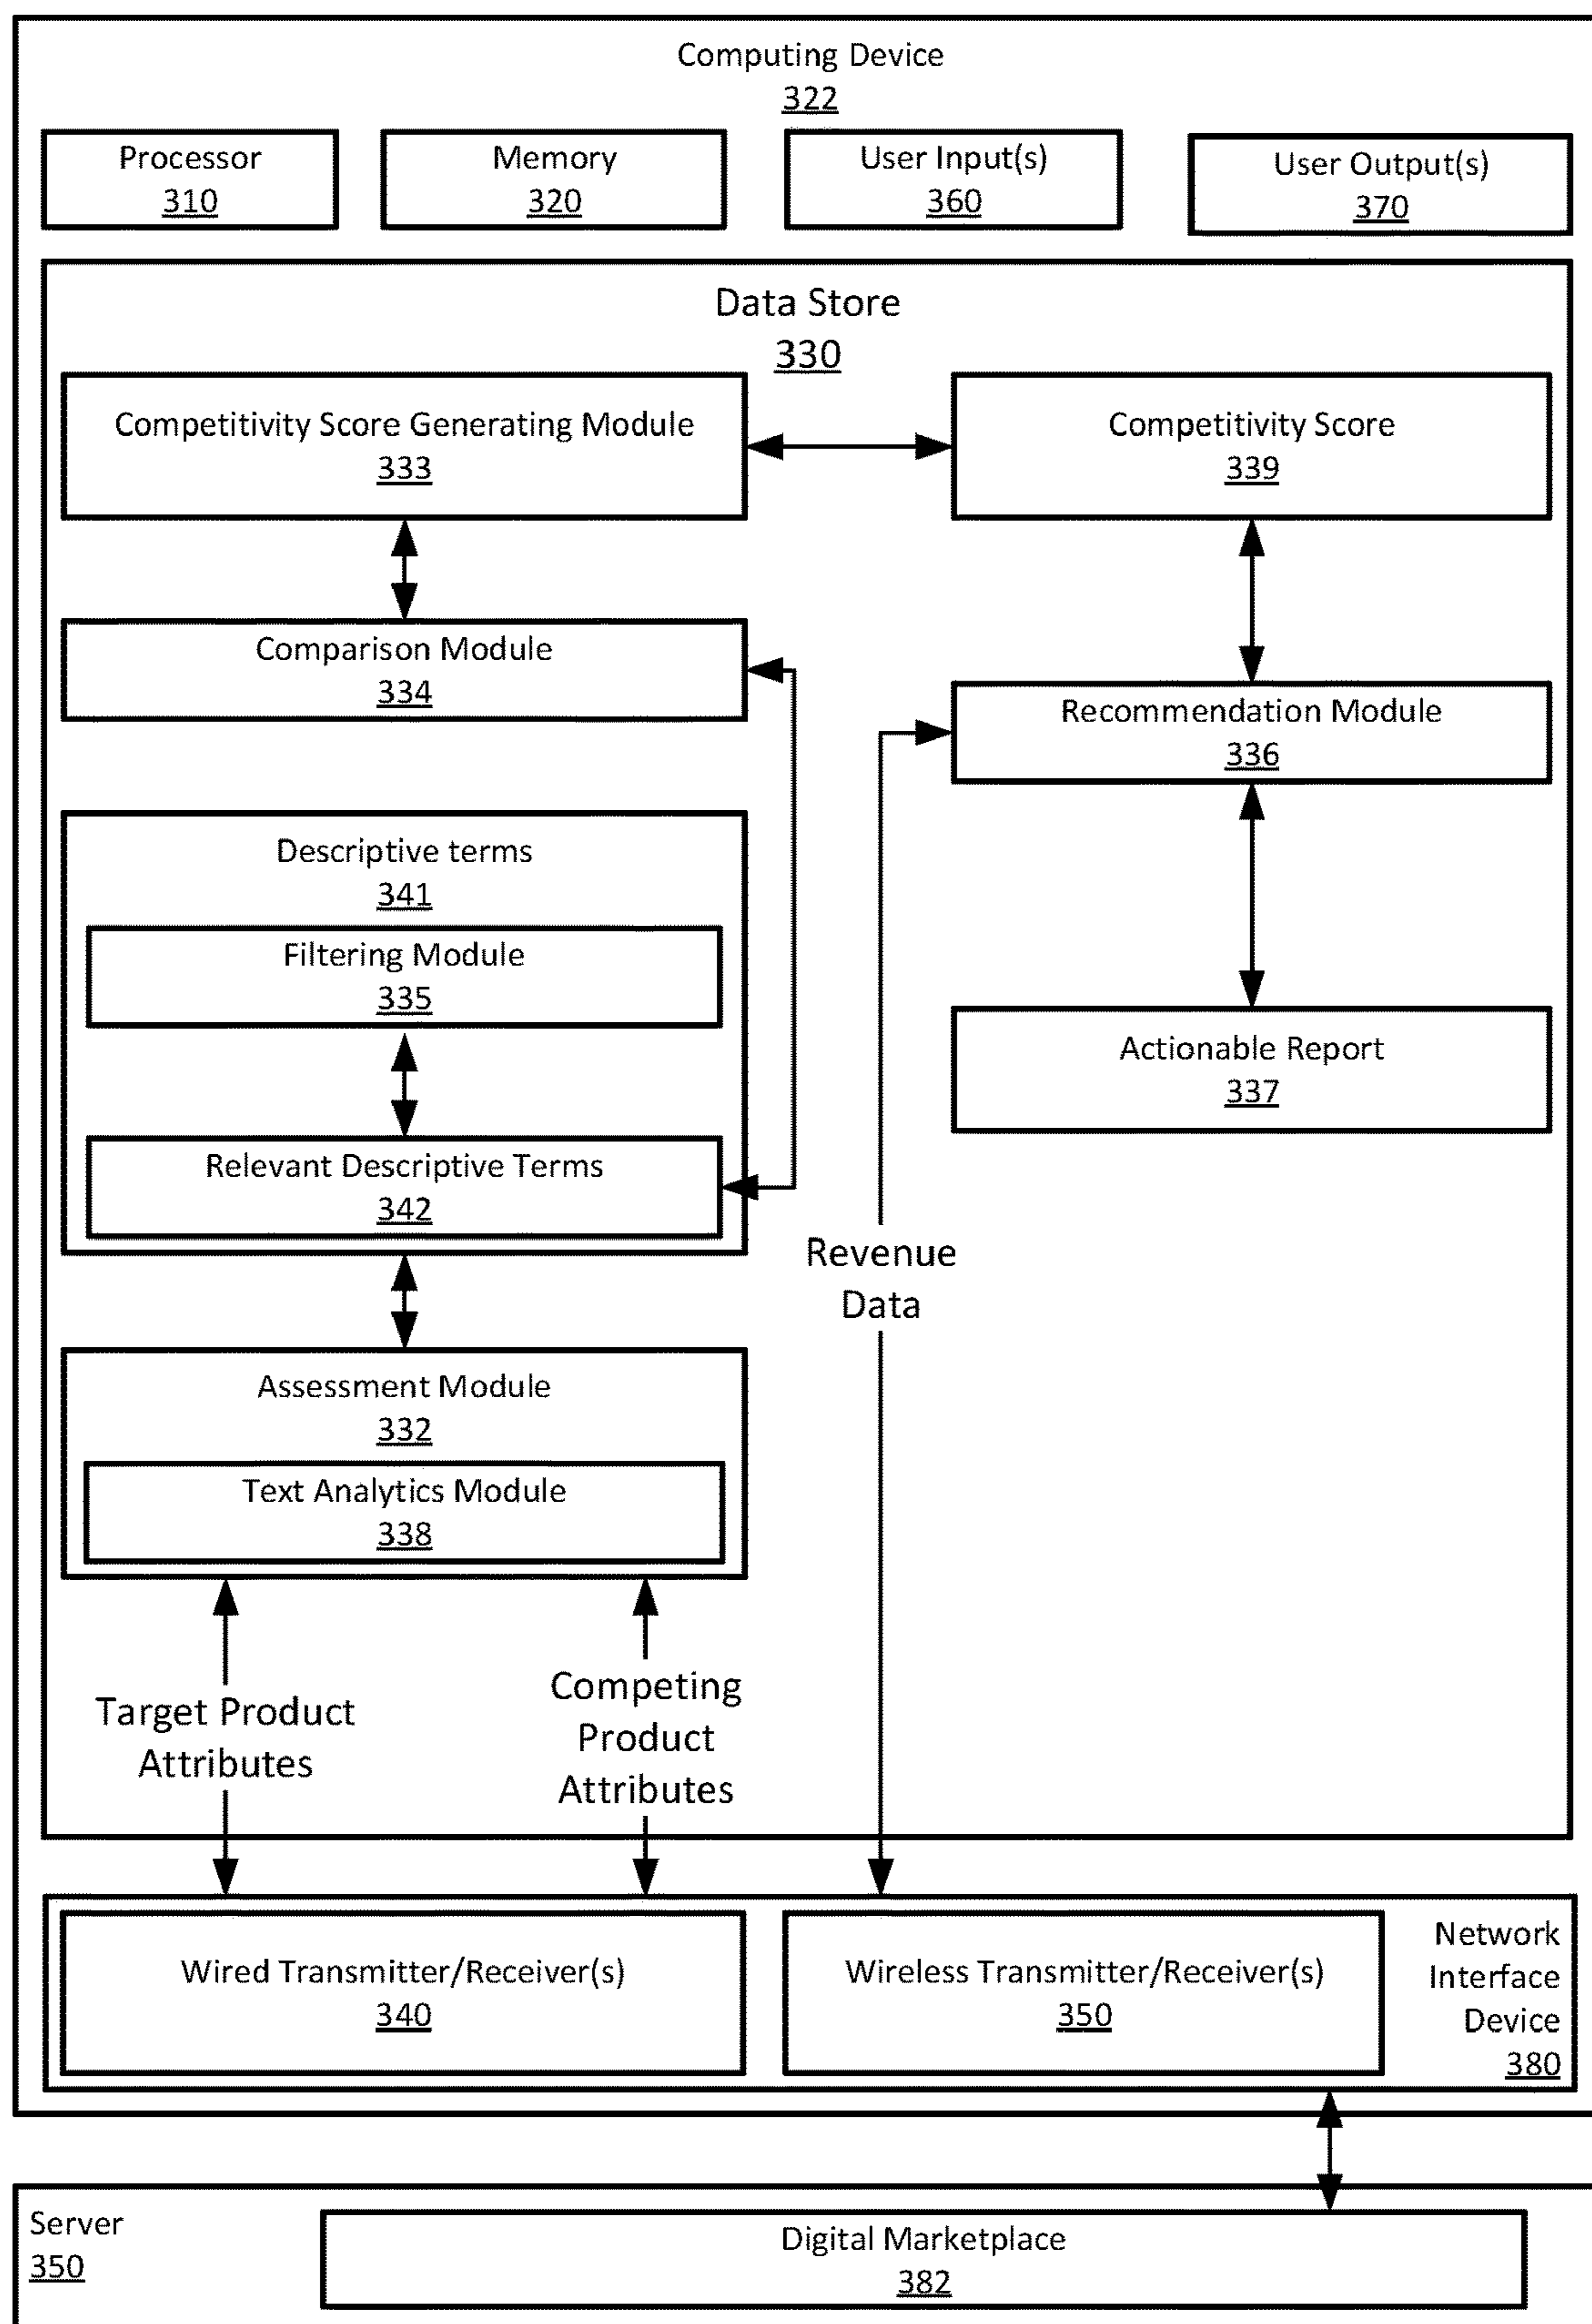 Computing Device
322
Processor
310
Memory
320
User Input(s)
360
User Output(s)
370
Data Store
330
Competitivity Score Generating Module
333
Competitivity Score
339
Comparison Module
334
Recommendation Module
336
Descriptive terms
341
Filtering Module
335
Actionable Report
337
Relevant Descriptive Terms
342
Revenue
Data
Assessment Module
332
Text Analytics Module
338
Target Product
Attributes
Competing
Product
Attributes
Wired Transmitter/Receiver(s)
340
Wireless Transmitter/Receiver(s)
350
Network
Interface
Device
380
Server
350
Digital Marketplace
382